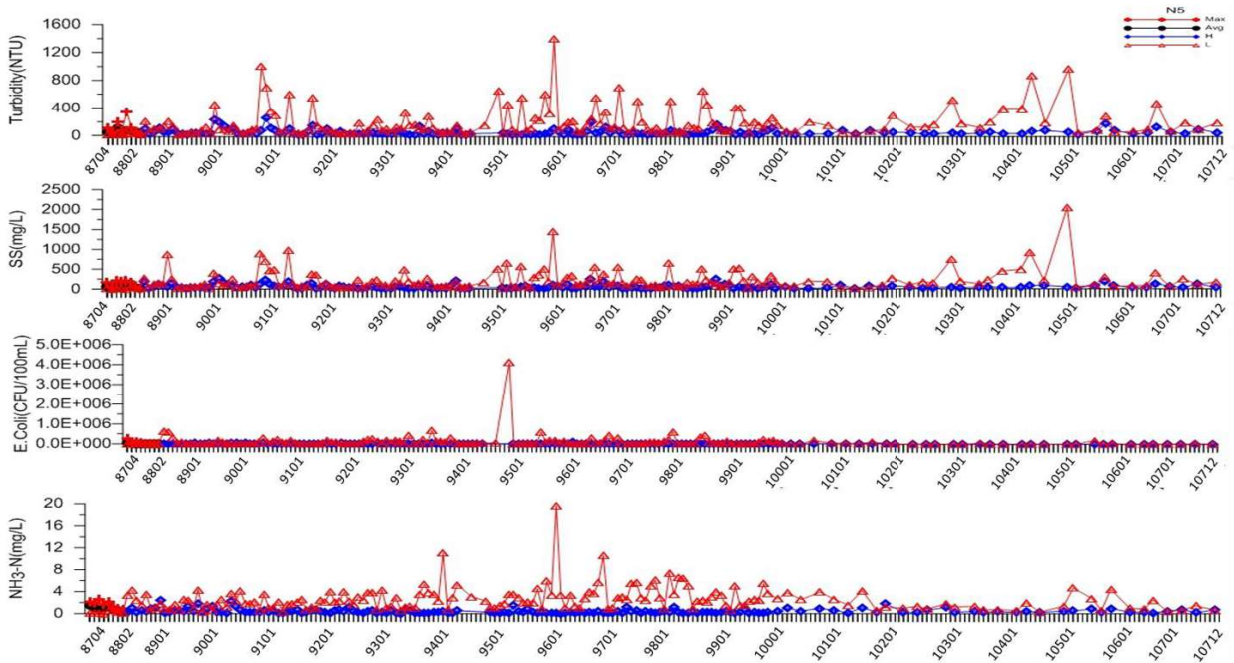 N5
Max
Avg
H
L
Turbidity(NTU)
1600
1200
800
400
0
8704 8802 8901 9001 9101 9201 9301 9401 9501 9601 9701 9801 9901 10001 10101 10201 10301 10401 10501 10601 10701 10712
SS(mg/L)
2500
2000
1500
1000
500
0
8704 8802 8901 9001 9101 9201 9301 9401 9501 9601 9701 9801 9901 10001 10101 10201 10301 10401 10501 10601 10701 10712
E.Coli(CFU/100mL)
5.0E+006
4.0E+006
3.0E+006
2.0E+006
1.0E+006
0.0E+000
8704 8802 8901 9001 9101 9201 9301 9401 9501 9601 9701 9801 9901 10001 10101 10201 10301 10401 10501 10601 10701 10712
NH3-N(mg/L)
20
16
12
8
4
0
8704 8802 8901 9001 9101 9201 9301 9401 9501 9601 9701 9801 9901 10001 10101 10201 10301 10401 10501 10601 10701 10712